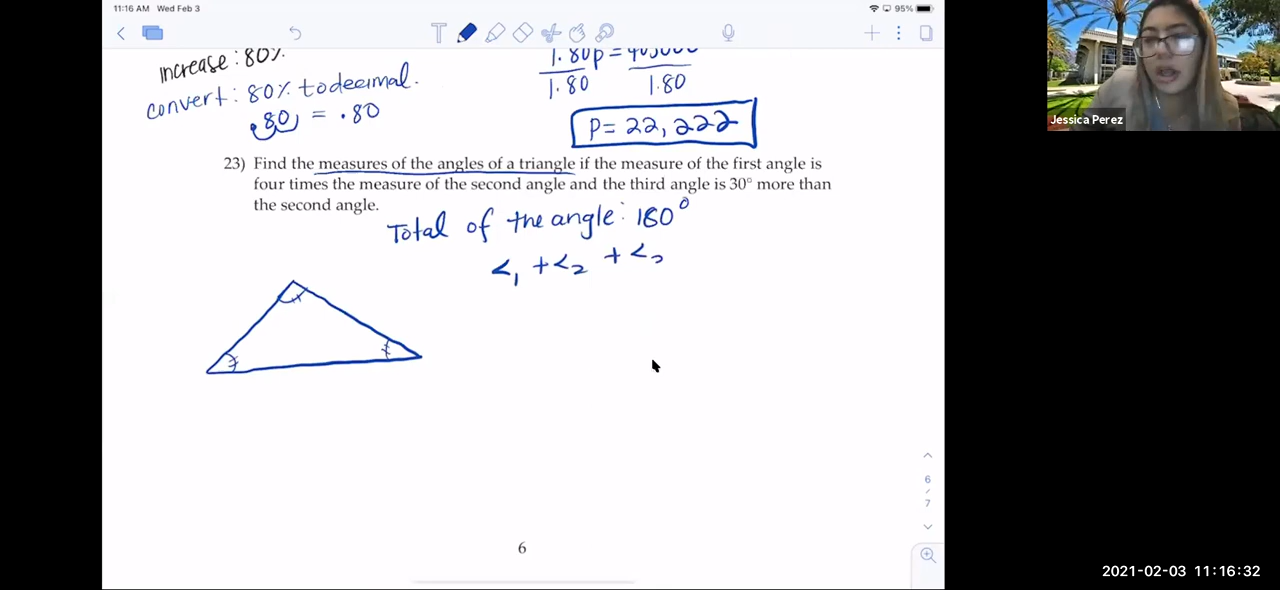 11:16 AM Wed Feb 3
95%
T
increase: 80%
convert: 80% to decimal.
80 = .80
1.80p =
1.80 1.80
P= 22,222
23) Find the measures of the angles of a triangle if the measure of the first angle is
four times the measure of the second angle and the third angle is 30° more than
the second angle.
Total of the angle: 180°
<1 +<2 +<3
6
6
/
7
Jessica Perez
2021-02-03 11:16:32